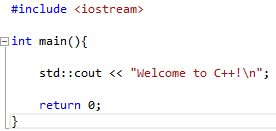 #include <iostream>
int main(){
std::cout << "Welcome to C++!\n";
return 0;
}